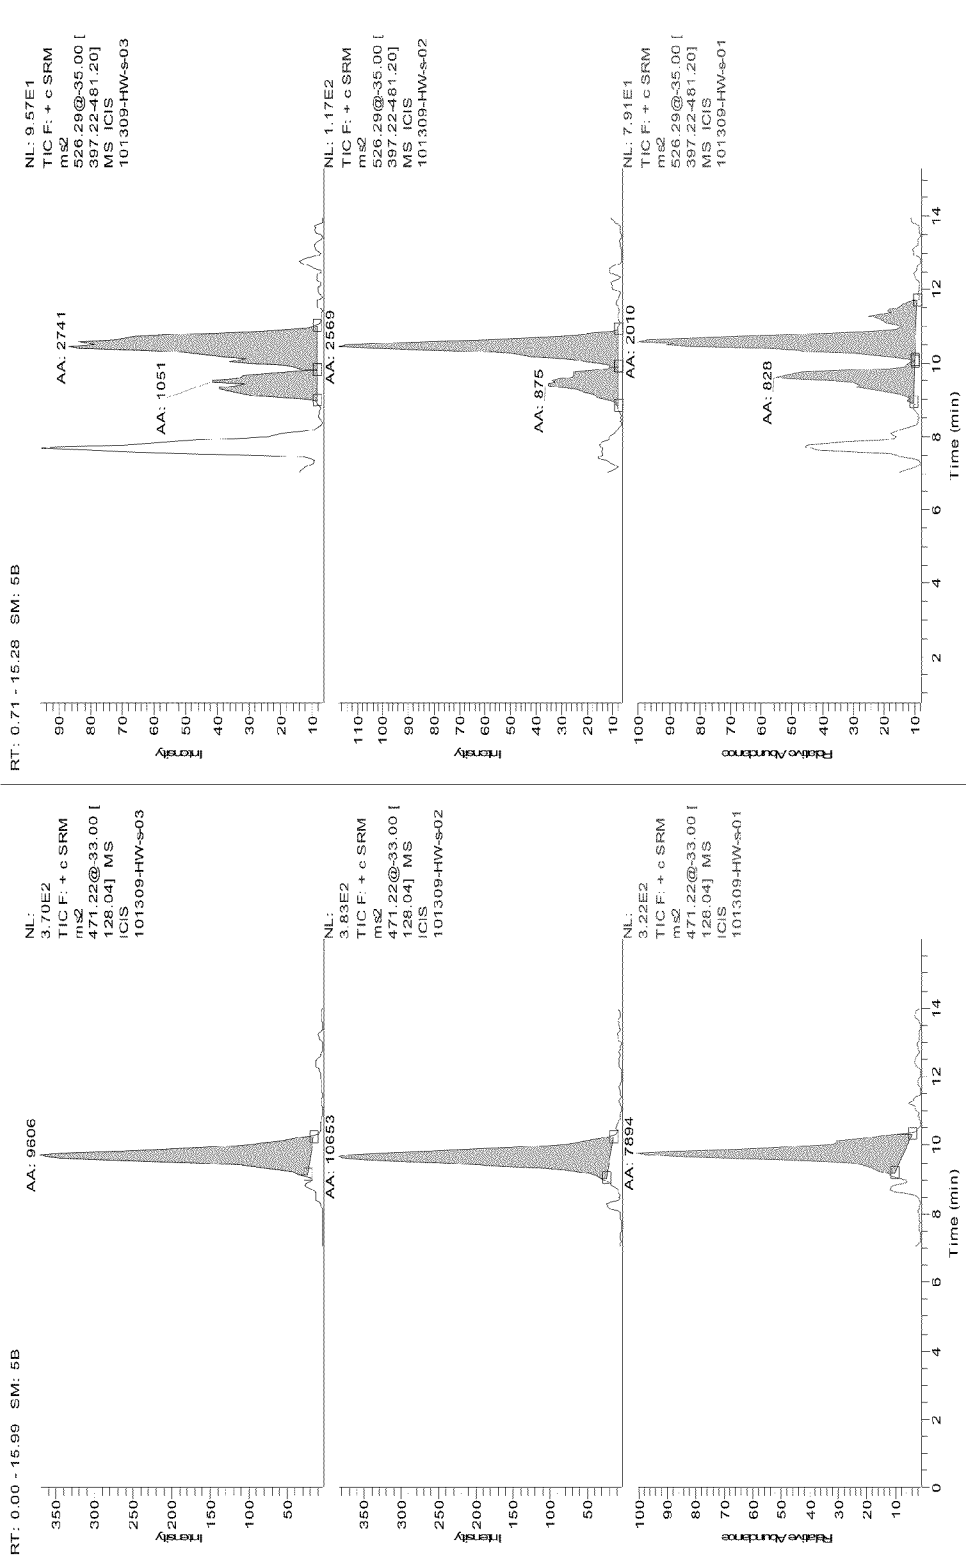 RT: 0.00 - 15.99 SM: 5B
350
300
250
200
150
100
50
Intensity
AA: 9606
NL:
3.70E2
TIC F: + c SRM
ms2
471.22@-33.00 [
128.04] MS
ICIS
101309-HW-s-03
350
300
250
200
150
100
50
Intensity
AA: 10653
NL:
3.83E2
TIC F: + c SRM
ms2
471.22@-33.00 [
128.04] MS
ICIS
101309-HW-s-02
100
90
80
70
60
50
40
30
20
10
Relative Abundance
AA: 7894
NL:
3.22E2
TIC F: + c SRM
ms2
471.22@-33.00 [
128.04] MS
ICIS
101309-HW-s-01
0 2 4 6 8 10 12 14
Time (min)
RT: 0.71 - 15.28 SM: 5B
90
80
70
60
50
40
30
20
10
Intensity
AA: 2741
AA: 1051
NL: 9.57E1
TIC F: + c SRM
ms2
526.29@-35.00 [
397.22-481.20]
MS ICIS
101309-HW-s-03
110
100
90
80
70
60
50
40
30
20
10
Intensity
AA: 2569
AA: 875
NL: 1.17E2
TIC F: + c SRM
ms2
526.29@-35.00 [
397.22-481.20]
MS ICIS
101309-HW-s-02
100
90
80
70
60
50
40
30
20
10
Relative Abundance
AA: 2010
AA: 828
NL: 7.91E1
TIC F: + c SRM
ms2
526.29@-35.00 [
397.22-481.20]
MS ICIS
101309-HW-s-01
2 4 6 8 10 12 14
Time (min)